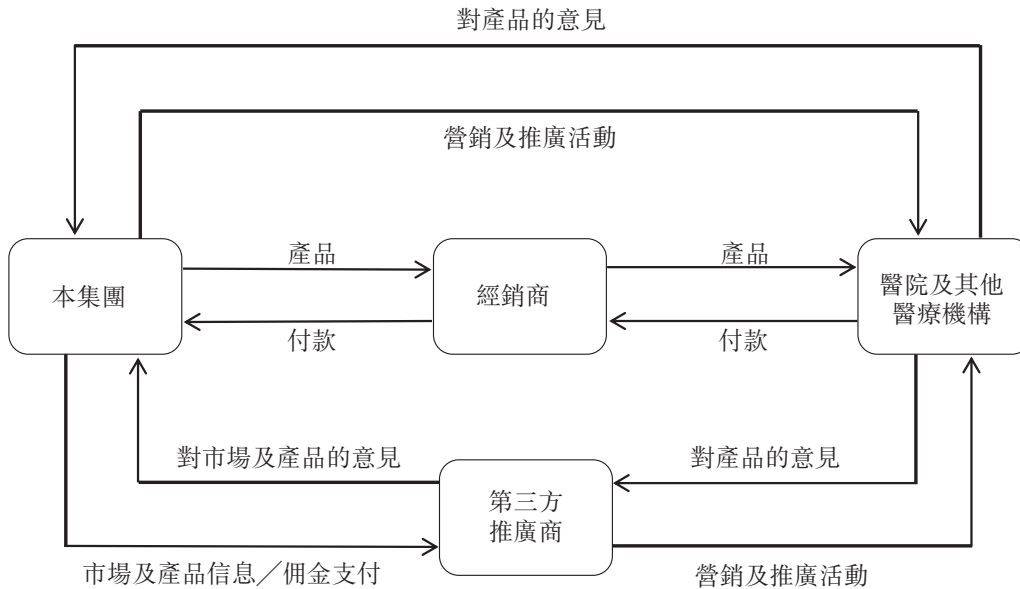 對產品的意見
營銷及推廣活動
產品
產品
本集團
經銷商
醫院及其他
醫療機構
付款
付款
對市場及產品的意見
對產品的意見
第三方
推廣商
市場及產品信息／佣金支付
營銷及推廣活動